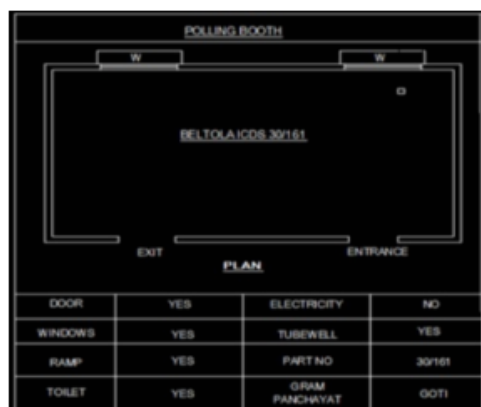 POLLING BOOTH
W W
BELTOLA ICDS 30/161
EXIT ENTRANCE
PLAN
DOOR YES ELECTRICITY NO
WINDOWS YES TUBEWELL YES
RAMP YES PART NO 30/161
TOILET YES GRAM PANCHAYAT GOTI